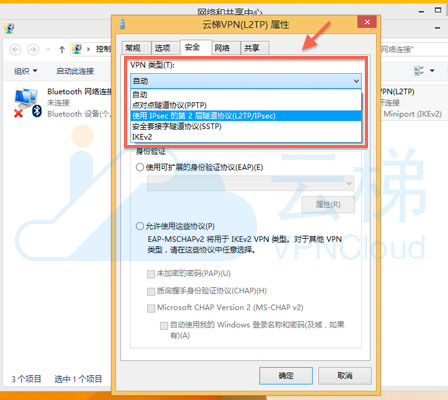 网络和共享中心
云梯VPN(L2TP) 属性
控制
网络连接"
常规 选项 安全 网络 共享
组织 启动此连接
VPN 类型(T):
自动
自动
点对点隧道协议(PPTP)
使用 IPsec 的第 2 层隧道协议(L2TP/IPsec)
安全套接字隧道协议(SSTP)
IKEv2
Bluetooth 网络连接
未连接
Bluetooth 设备(个
VPN(L2TP)
开连接
Miniport (IKEv2)
身份验证
使用可扩展的身份验证协议(EAP)(E)
属性(R)
允许使用这些协议(P)
EAP-MSCHAPv2 将用于 IKEv2 VPN 类型。对于其他 VPN
类型，请在这些协议中任意选择。
未加密的密码(PAP)(U)
质询握手身份验证协议(CHAP)(H)
Microsoft CHAP Version 2 (MS-CHAP v2)
自动使用我的 Windows 登录名称和密码(及域，如果
有)(A)
云梯
VPNCloud
3 个项目 选中 1 个项目
确定 取消